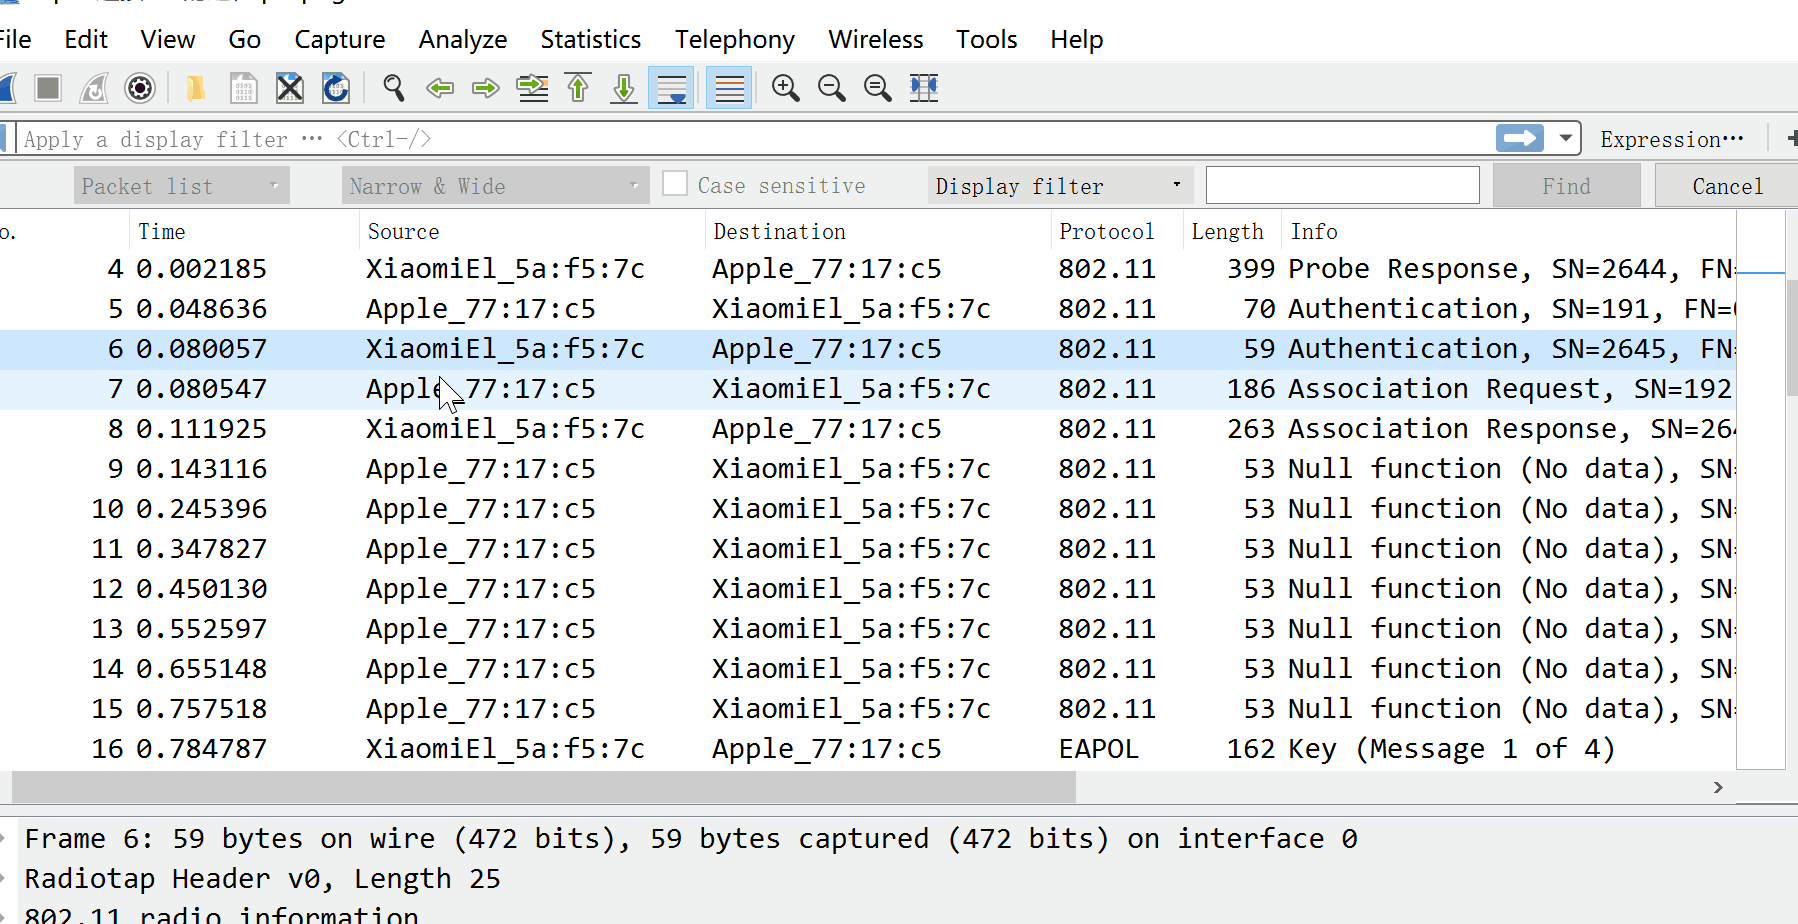 File Edit View Go Capture Analyze Statistics Telephony Wireless Tools Help
Apply a display filter … <Ctrl-/> Expression…
Packet list Narrow & Wide Case sensitive Display filter Find Cancel
o. Time Source Destination Protocol Length Info
4 0.002185 XiaomiEl_5a:f5:7c Apple_77:17:c5 802.11 399 Probe Response, SN=2644, FN=
5 0.048636 Apple_77:17:c5 XiaomiEl_5a:f5:7c 802.11 70 Authentication, SN=191, FN=
6 0.080057 XiaomiEl_5a:f5:7c Apple_77:17:c5 802.11 59 Authentication, SN=2645, FN=
7 0.080547 Apple_77:17:c5 XiaomiEl_5a:f5:7c 802.11 186 Association Request, SN=192
8 0.111925 XiaomiEl_5a:f5:7c Apple_77:17:c5 802.11 263 Association Response, SN=264
9 0.143116 Apple_77:17:c5 XiaomiEl_5a:f5:7c 802.11 53 Null function (No data), SN=
10 0.245396 Apple_77:17:c5 XiaomiEl_5a:f5:7c 802.11 53 Null function (No data), SN=
11 0.347827 Apple_77:17:c5 XiaomiEl_5a:f5:7c 802.11 53 Null function (No data), SN=
12 0.450130 Apple_77:17:c5 XiaomiEl_5a:f5:7c 802.11 53 Null function (No data), SN=
13 0.552597 Apple_77:17:c5 XiaomiEl_5a:f5:7c 802.11 53 Null function (No data), SN=
14 0.655148 Apple_77:17:c5 XiaomiEl_5a:f5:7c 802.11 53 Null function (No data), SN=
15 0.757518 Apple_77:17:c5 XiaomiEl_5a:f5:7c 802.11 53 Null function (No data), SN=
16 0.784787 XiaomiEl_5a:f5:7c Apple_77:17:c5 EAPOL 162 Key (Message 1 of 4)
Frame 6: 59 bytes on wire (472 bits), 59 bytes captured (472 bits) on interface 0
Radiotap Header v0, Length 25
802.11 radio information